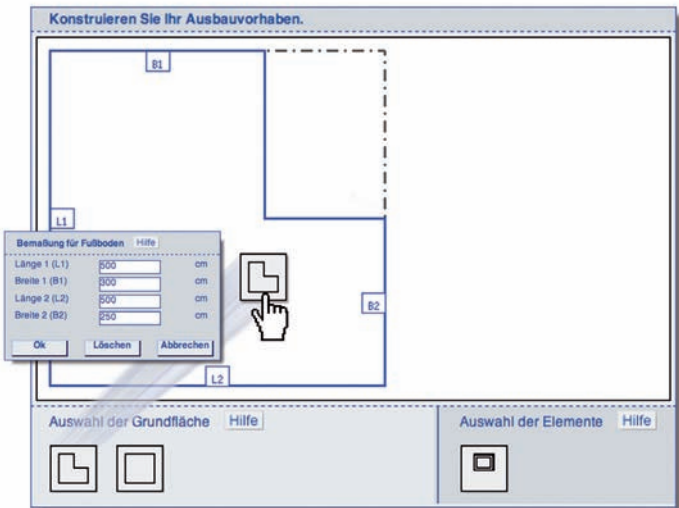 Konstruieren Sie Ihr Ausbauvorhaben.
B1
L1
Bemaßung für Fußboden Hilfe
Länge 1 (L1) 500 cm
Breite 1 (B1) 300 cm
Länge 2 (L2) 500 cm
Breite 2 (B2) 250 cm
Ok Löschen Abbrechen
B2
L2
Auswahl der Grundfläche Hilfe
Auswahl der Elemente Hilfe